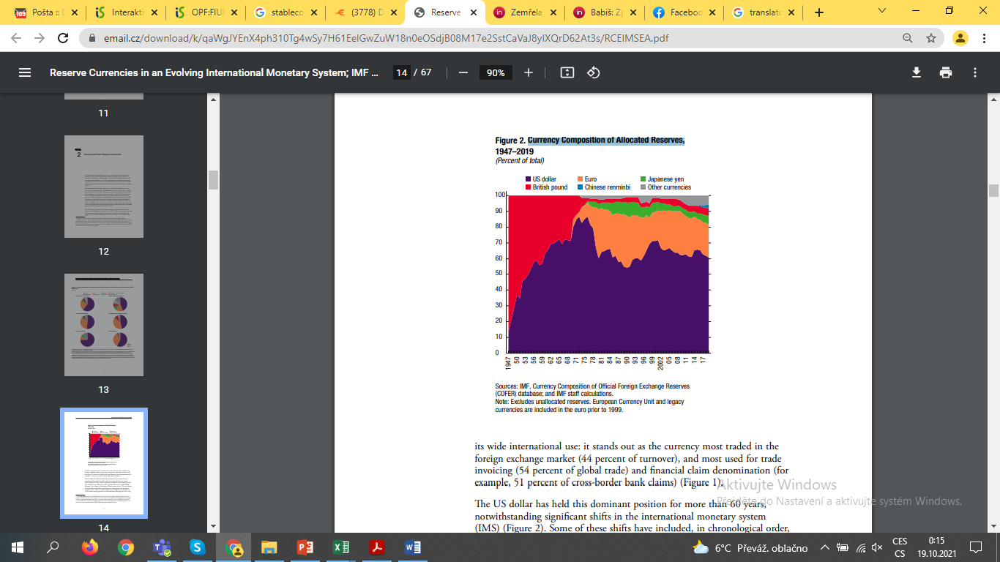 Pošta :: D
Interakti
OPF:FIU
stableco
(3778) D
Reserve
Zemřela
Babiš: Zp
Faceboo
translato
email.cz/download/k/qaWgJYEnX4ph310Tg4wSy7H61EelGwZuW18n0eOSdjB08M17e2SstCaVaJ8ylXQrD62At3s/RCEIMSEA.pdf
Reserve Currencies in an Evolving International Monetary System; IMF ...
14 / 67
90%
11
12
13
14
Figure 2. Currency Composition of Allocated Reserves,
1947–2019
(Percent of total)
US dollar Euro Japanese yen
British pound Chinese renminbi Other currencies
100
90
80
70
60
50
40
30
20
10
0
1947 50 53 56 59 62 65 68 71 75 78 81 84 87 90 93 96 99 2002 05 08 11 14 17
Sources: IMF, Currency Composition of Official Foreign Exchange Reserves
(COFER) database; and IMF staff calculations.
Note: Excludes unallocated reserves. European Currency Unit and legacy
currencies are included in the euro prior to 1999.
its wide international use: it stands out as the currency most traded in the
foreign exchange market (44 percent of turnover), and most used for trade
invoicing (54 percent of global trade) and financial claim denomination (for
example, 51 percent of cross-border bank claims) (Figure 1).
The US dollar has held this dominant position for more than 60 years,
notwithstanding significant shifts in the international monetary system
(IMS) (Figure 2). Some of these shifts have included, in chronological order,
Aktivujte Windows
Přejděte do Nastavení a aktivujte systém Windows.
6°C Převáž. oblačno
CES
CS
0:15
19.10.2021